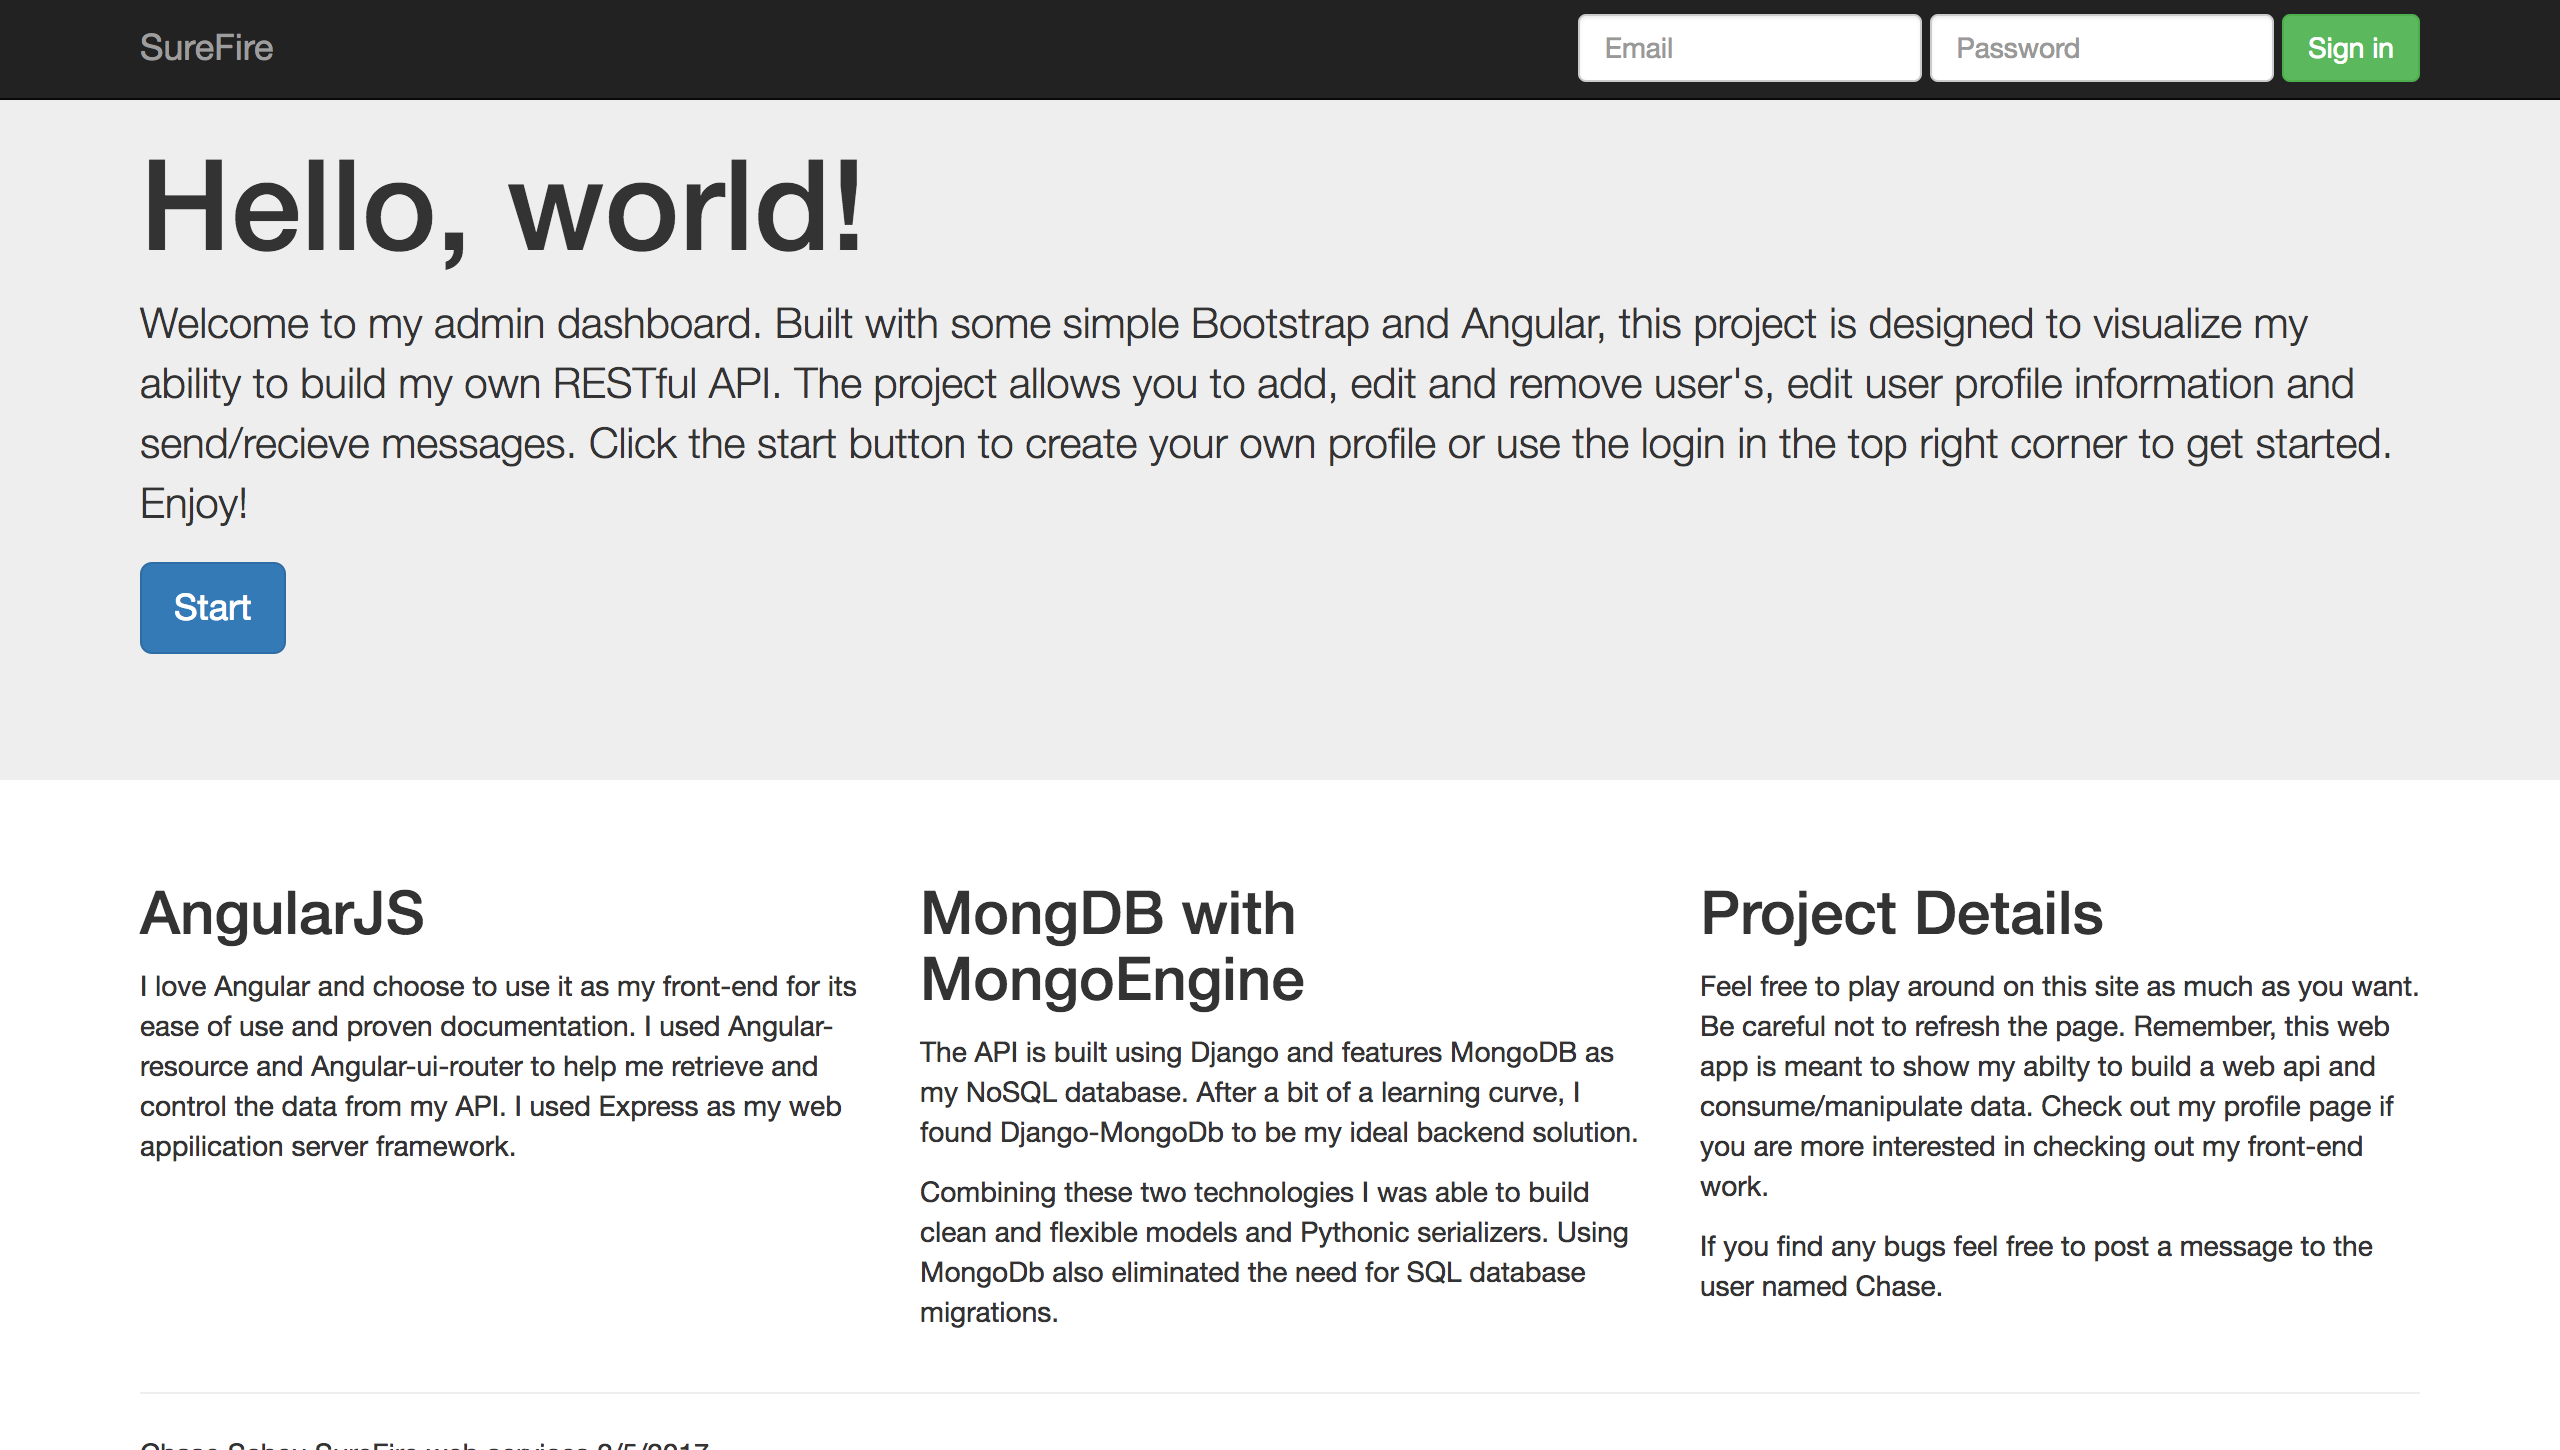 SureFire
Email
Password
Sign in
Hello, world!
Welcome to my admin dashboard. Built with some simple Bootstrap and Angular, this project is designed to visualize my
ability to build my own RESTful API. The project allows you to add, edit and remove user's, edit user profile information and
send/recieve messages. Click the start button to create your own profile or use the login in the top right corner to get started.
Enjoy!
Start
AngularJS
I love Angular and choose to use it as my front-end for its
ease of use and proven documentation. I used Angular-
resource and Angular-ui-router to help me retrieve and
control the data from my API. I used Express as my web
appilication server framework.
MongDB with
MongoEngine
The API is built using Django and features MongoDB as
my NoSQL database. After a bit of a learning curve, I
found Django-MongoDb to be my ideal backend solution.
Combining these two technologies I was able to build
clean and flexible models and Pythonic serializers. Using
MongoDb also eliminated the need for SQL database
migrations.
Project Details
Feel free to play around on this site as much as you want.
Be careful not to refresh the page. Remember, this web
app is meant to show my abilty to build a web api and
consume/manipulate data. Check out my profile page if
you are more interested in checking out my front-end
work.
If you find any bugs feel free to post a message to the
user named Chase.
Chase SureFire web services